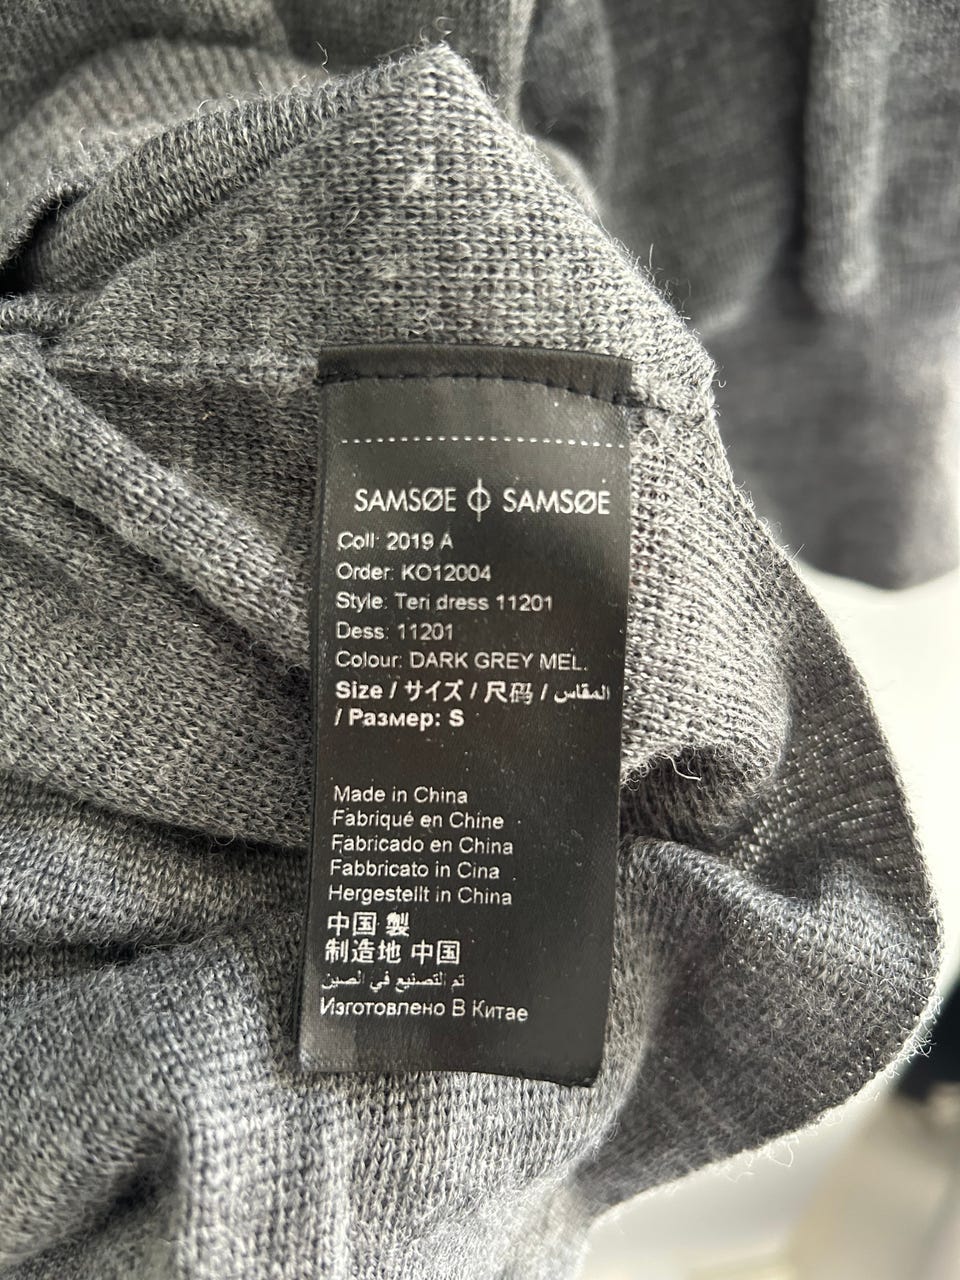 SAMSØE ϕ SAMSØE
Coll: 2019 A
Order: KO12004
Style: Teri dress 11201
Dess: 11201
Colour: DARK GREY MEL.
Size / サイズ / 尺码 / المقاس
/ Размер: S
Made in China
Fabriqué en Chine
Fabricado en China
Fabbricato in Cina
Hergestellt in China
中国 製
制造地 中国
تم التصنيع في الصين
Изготовлено В Китае